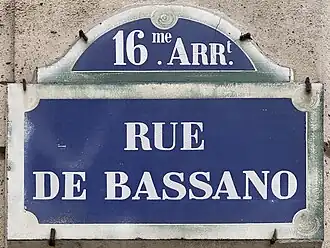 16me. ARRt.
RUE
DE BASSANO